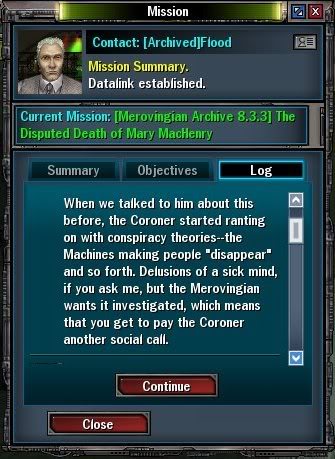 Mission
Contact: [Archived]Flood
Mission Summary.
Datalink established.
Current Mission: [Merovingian Archive 8.3.3] The
Disputed Death of Mary MacHenry
Summary
Objectives
Log
When we talked to him about this
before, the Coroner started ranting
on with conspiracy theories--the
Machines making people "disappear"
and so forth. Delusions of a sick mind,
if you ask me, but the Merovingian
wants it investigated, which means
that you get to pay the Coroner
another social call.
Continue
Close